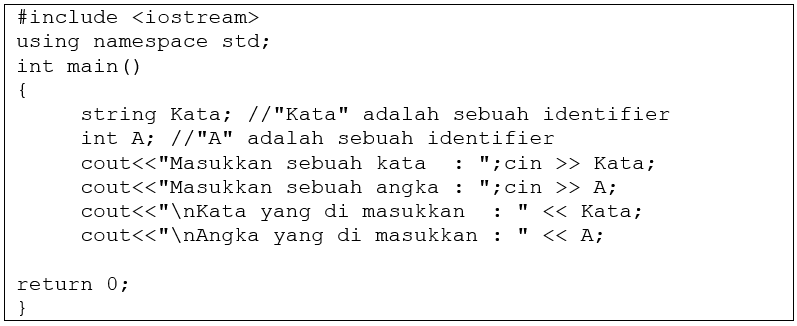 #include <iostream>
using namespace std;
int main()
{
     string Kata; //"Kata" adalah sebuah identifier
     int A; //"A" adalah sebuah identifier
     cout<<"Masukkan sebuah kata  : ";cin >> Kata;
     cout<<"Masukkan sebuah angka : ";cin >> A;
     cout<<"\nKata yang di masukkan  : " << Kata;
     cout<<"\nAngka yang di masukkan : " << A;
return 0;
}